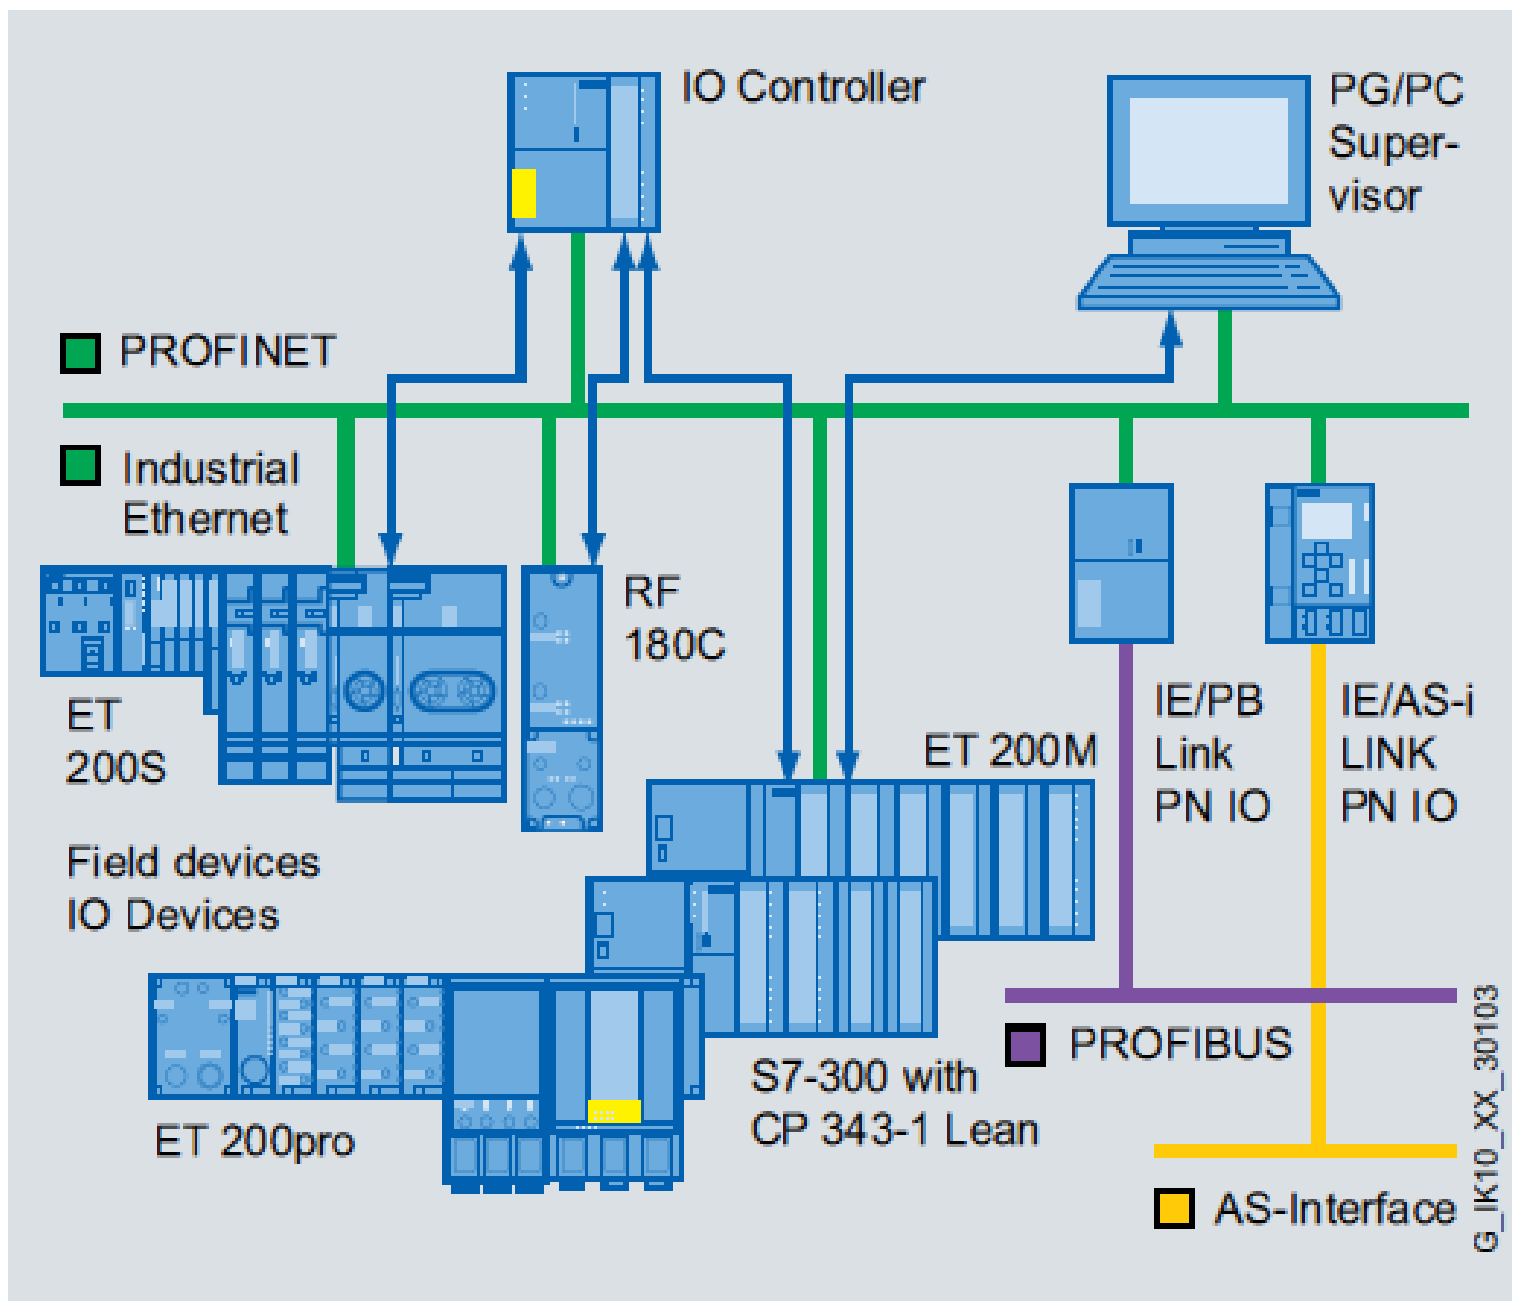 IO Controller
PG/PC
Super-
visor
PROFINET
Industrial
Ethernet
RF
180C
ET
200S
ET 200M
IE/PB
Link
PN IO
IE/AS-i
LINK
PN IO
Field devices
IO Devices
PROFIBUS
S7-300 with
CP 343-1 Lean
ET 200pro
AS-Interface
G_IK10_XX_30103